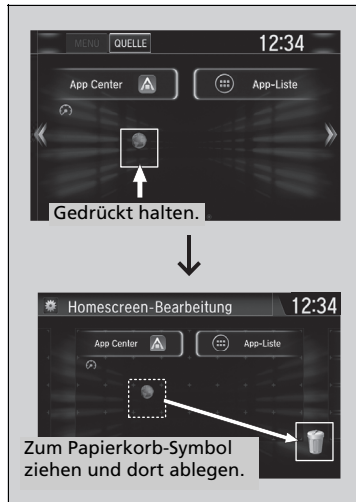 MENÜ QUELLE 12:34
App Center App-Liste
Gedrückt halten.
Homescreen-Bearbeitung 12:34
App Center App-Liste
Zum Papierkorb-Symbol
ziehen und dort ablegen.